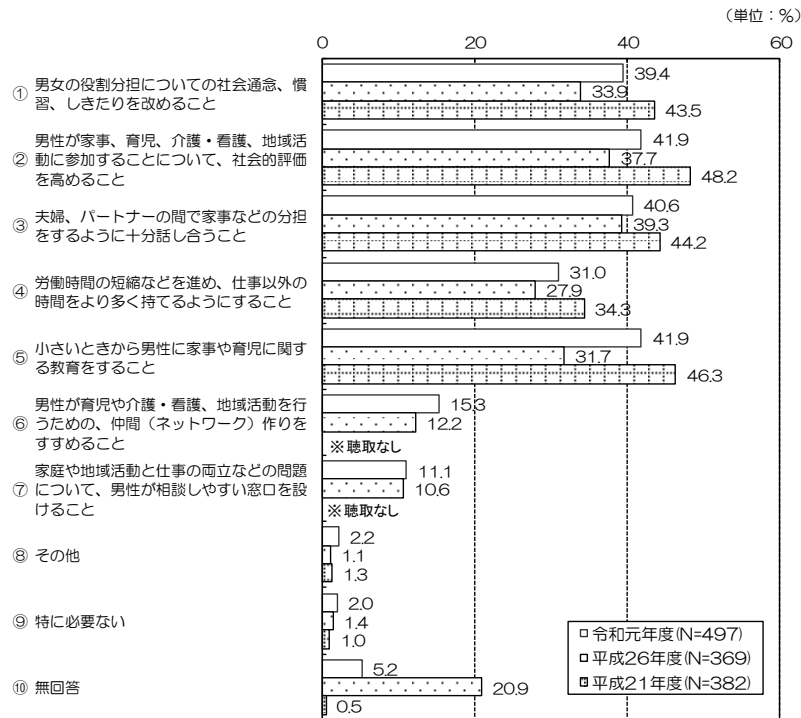 （単位：％）
0 20 40 60
① 男女の役割分担についての社会通念、慣
習、しきたりを改めること
39.4
33.9
43.5
② 男性が家事、育児、介護・看護、地域活
動に参加することについて、社会的評価
を高めること
41.9
37.7
48.2
③ 夫婦、パートナーの間で家事などの分担
をするように十分話し合うこと
40.6
39.3
44.2
④ 労働時間の短縮などを進め、仕事以外の
時間をより多く持てるようにすること
31.0
27.9
34.3
⑤ 小さいときから男性に家事や育児に関す
る教育をすること
41.9
31.7
46.3
⑥ 男性が育児や介護・看護、地域活動を行
うための、仲間（ネットワーク）作りを
すすめること
15.3
12.2
※聴取なし
⑦ 家庭や地域活動と仕事の両立などの問題
について、男性が相談しやすい窓口を設
けること
11.1
10.6
※聴取なし
⑧ その他
2.2
1.1
1.3
⑨ 特に必要ない
2.0
1.4
1.0
⑩ 無回答
5.2
20.9
0.5
令和元年度(N=497)
平成26年度(N=369)
平成21年度(N=382)